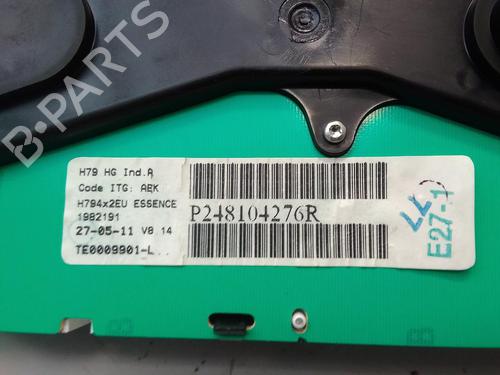 B-PARTS
H79 HG Ind.A
Code ITG: AEK
H794x2EU ESSENCE
1982191
27-05-11 V8.14
TE0009901-L..
P248104276R
E27-1